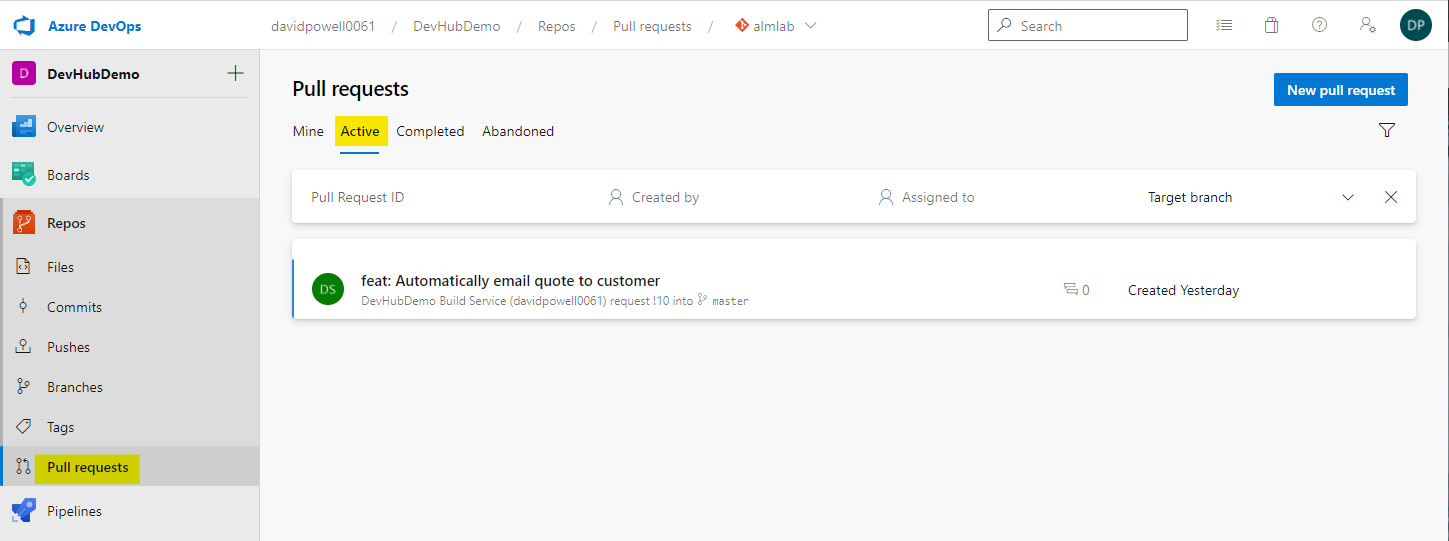 Azure DevOps davidpowell0061 / DevHubDemo / Repos / Pull requests / almlab Search DP
D DevHubDemo
Overview
Boards
Repos
Files
Commits
Pushes
Branches
Tags
Pull requests
Pipelines
Pull requests New pull request
Mine Active Completed Abandoned
Pull Request ID Created by Assigned to Target branch
DS feat: Automatically email quote to customer
DevHubDemo Build Service (davidpowell0061) request !10 into master
0 Created Yesterday